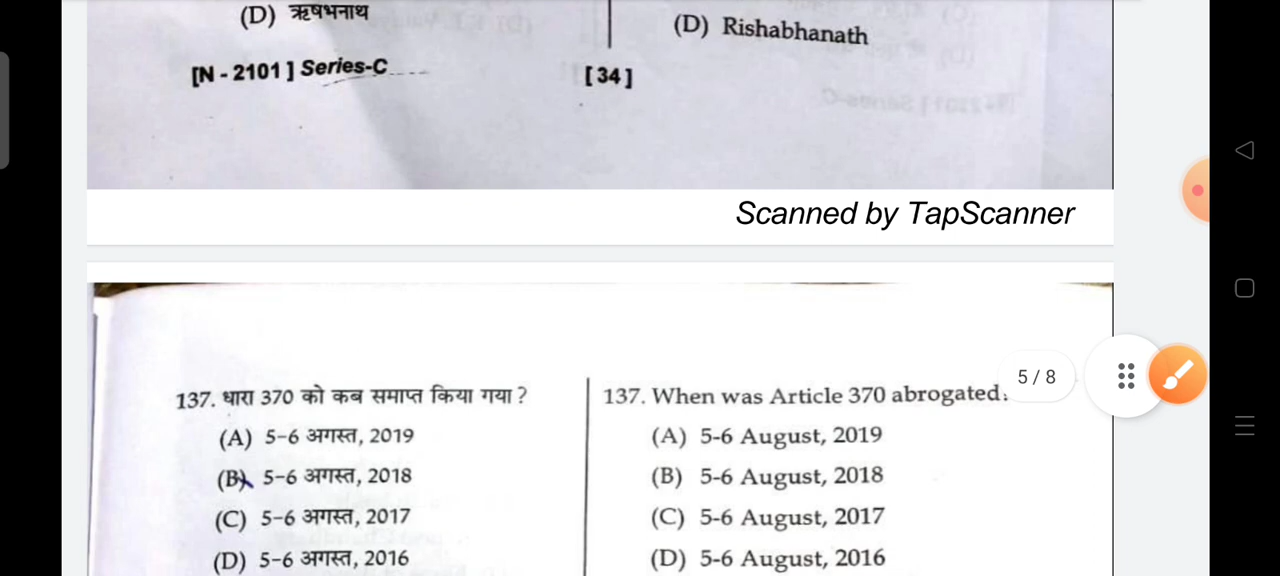 (D) ऋषभनाथ
(D) Rishabhanath
[N - 2101 ] Series-C
[ 34 ]
Scanned by TapScanner
5 / 8
137. धारा 370 को कब समाप्त किया गया ?
(A) 5-6 अगस्त, 2019
(B) 5-6 अगस्त, 2018
(C) 5-6 अगस्त, 2017
(D) 5-6 अगस्त, 2016
137. When was Article 370 abrogated
(A) 5-6 August, 2019
(B) 5-6 August, 2018
(C) 5-6 August, 2017
(D) 5-6 August, 2016